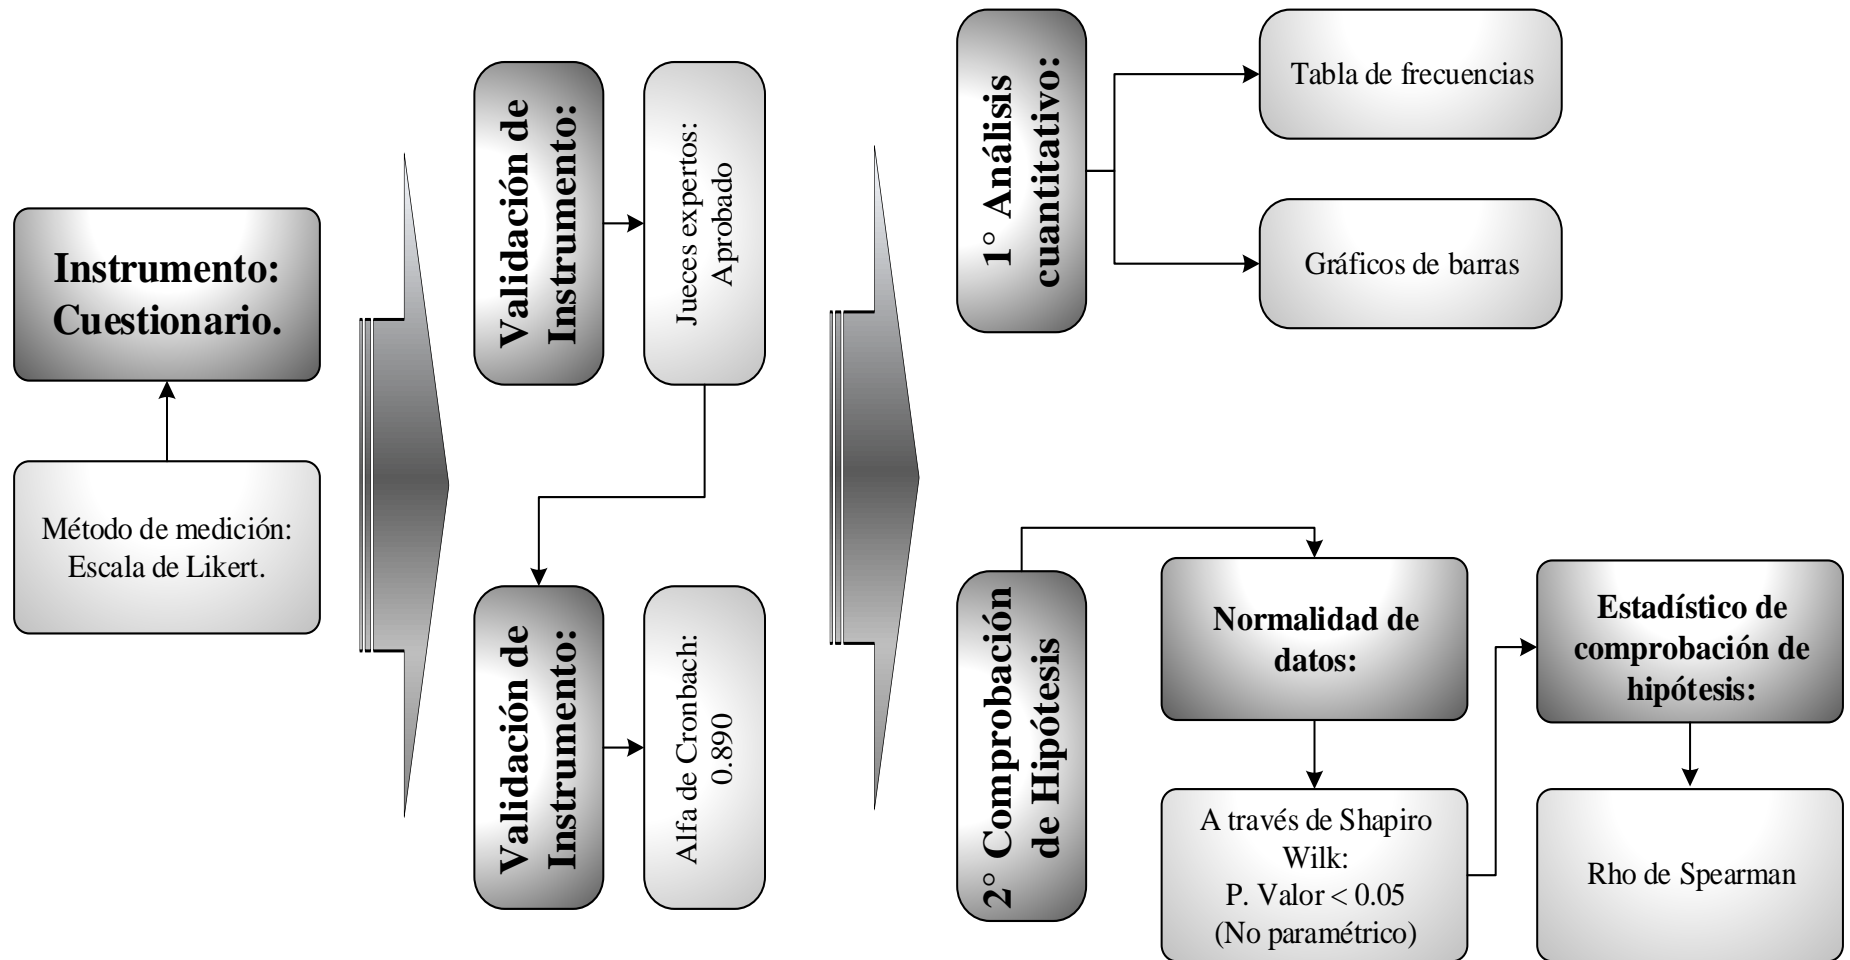 Instrumento:
Cuestionario.
Método de medición:
Escala de Likert.
Validación de
Instrumento:
Jueces expertos:
Aprobado
Validación de
Instrumento:
Alfa de Cronbach:
0.890
1° Análisis
cuantitativo:
Tabla de frecuencias
Gráficos de barras
2° Comprobación
de Hipótesis
Normalidad de
datos:
A través de Shapiro
Wilk:
P. Valor < 0.05
(No paramétrico)
Estadístico de
comprobación de
hipótesis:
Rho de Spearman